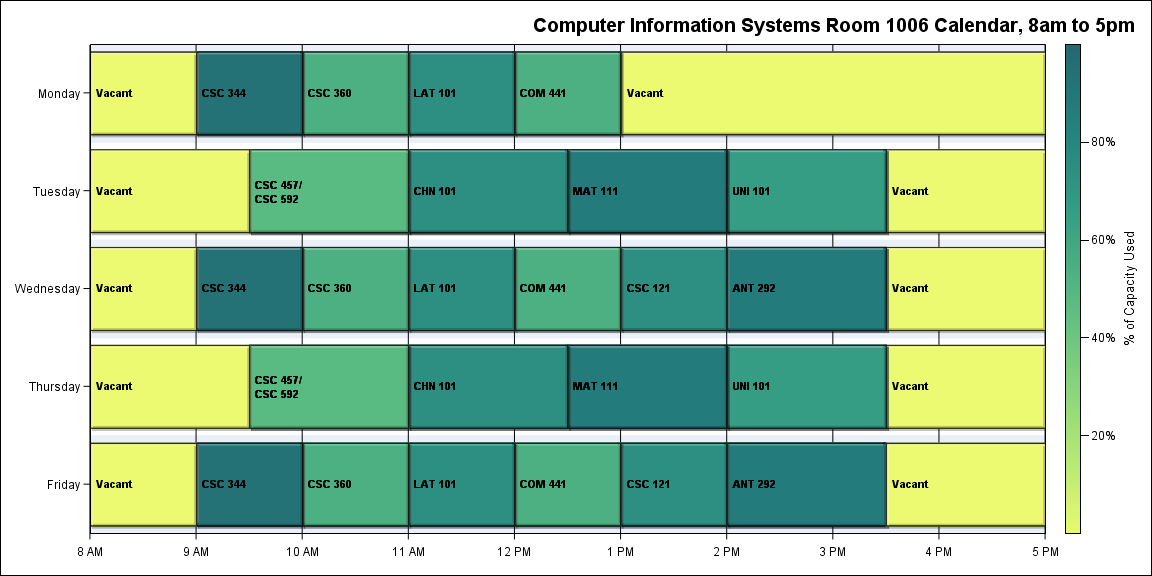 Computer Information Systems Room 1006 Calendar, 8am to 5pm
Monday
Vacant
CSC 344
CSC 360
LAT 101
COM 441
Vacant
Tuesday
Vacant
CSC 457/
CSC 592
CHN 101
MAT 111
UNI 101
Vacant
Wednesday
Vacant
CSC 344
CSC 360
LAT 101
COM 441
CSC 121
ANT 292
Vacant
Thursday
Vacant
CSC 457/
CSC 592
CHN 101
MAT 111
UNI 101
Vacant
Friday
Vacant
CSC 344
CSC 360
LAT 101
COM 441
CSC 121
ANT 292
Vacant
8 AM
9 AM
10 AM
11 AM
12 PM
1 PM
2 PM
3 PM
4 PM
5 PM
80%
60%
40%
20%
% of Capacity Used